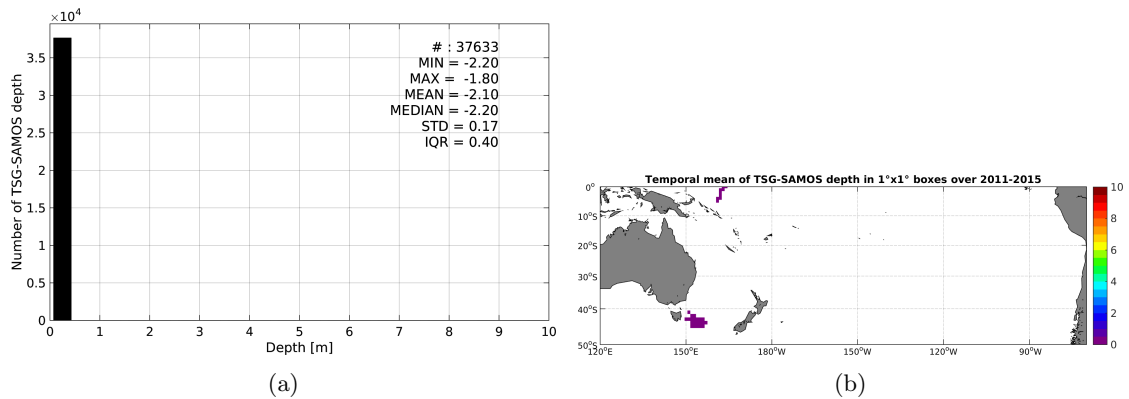 ×10⁴
Number of TSG-SAMOS depth
3.5
3
2.5
2
1.5
1
0.5
0
# : 37633
MIN = -2.20
MAX = -1.80
MEAN = -2.10
MEDIAN = -2.20
STD = 0.17
IQR = 0.40
0 1 2 3 4 5 6 7 8 9 10
Depth [m]
(a)
Temporal mean of TSG-SAMOS depth in 1°x1° boxes over 2011-2015
0°
10°S
20°S
30°S
40°S
50°S
120°E 150°E 180°W 150°W 120°W 90°W
10
8
6
4
2
0
(b)